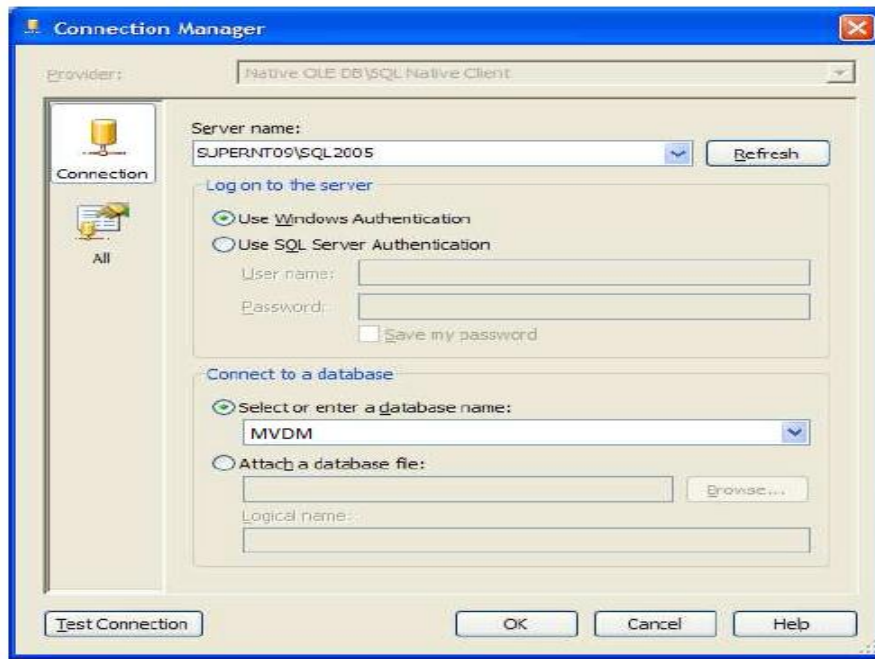 Connection Manager
Provider: Native OLE DB\SQL Native Client
Connection
All
Server name:
SUPERNT09\SQL2005 Refresh
Log on to the server
Use Windows Authentication
Use SQL Server Authentication
User name:
Password:
Save my password
Connect to a database
Select or enter a database name:
MVDM
Attach a database file:
Browse...
Logical name:
Test Connection OK Cancel Help